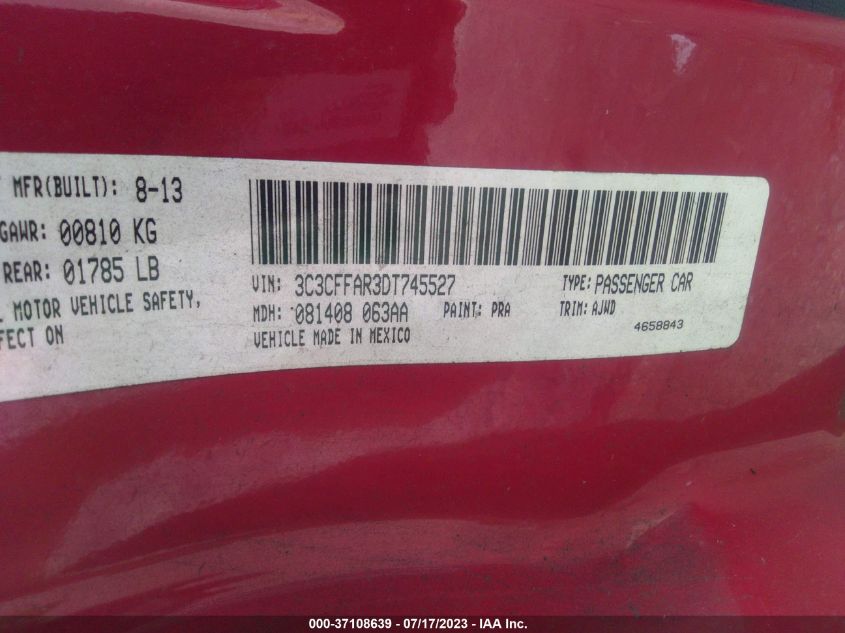 MFR(BUILT): 8-13
GAWR: 00810 KG
REAR: 01785 LB
MOTOR VEHICLE SAFETY,
ON
VIN: 3C3CFFAR3DT745527 TYPE: PASSENGER CAR
MDH: 081408 063AA PAINT: PRA TRIM: AJWD
VEHICLE MADE IN MEXICO 4658843
000-37108639 - 07/17/2023 - IAA Inc.